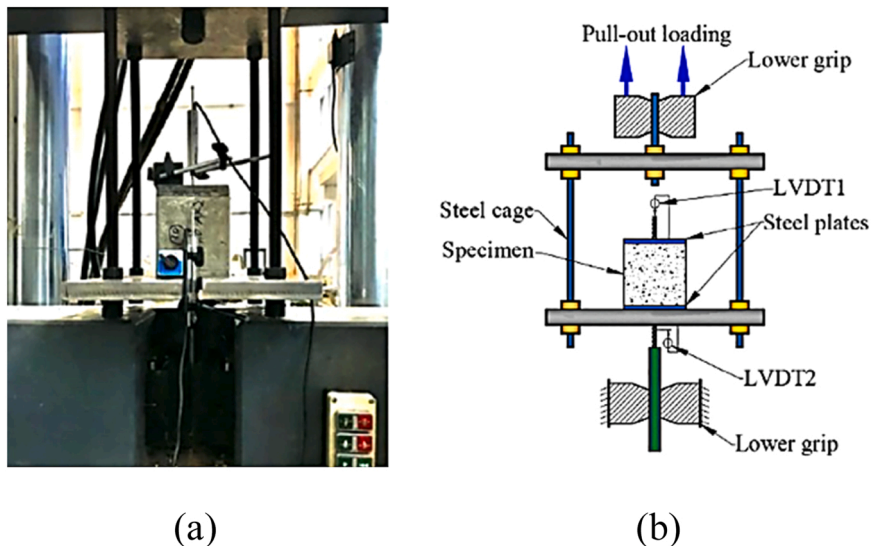 Pull-out loading
Lower grip
LVDT1
Steel cage
Steel plates
Specimen
LVDT2
Lower grip
(a)
(b)